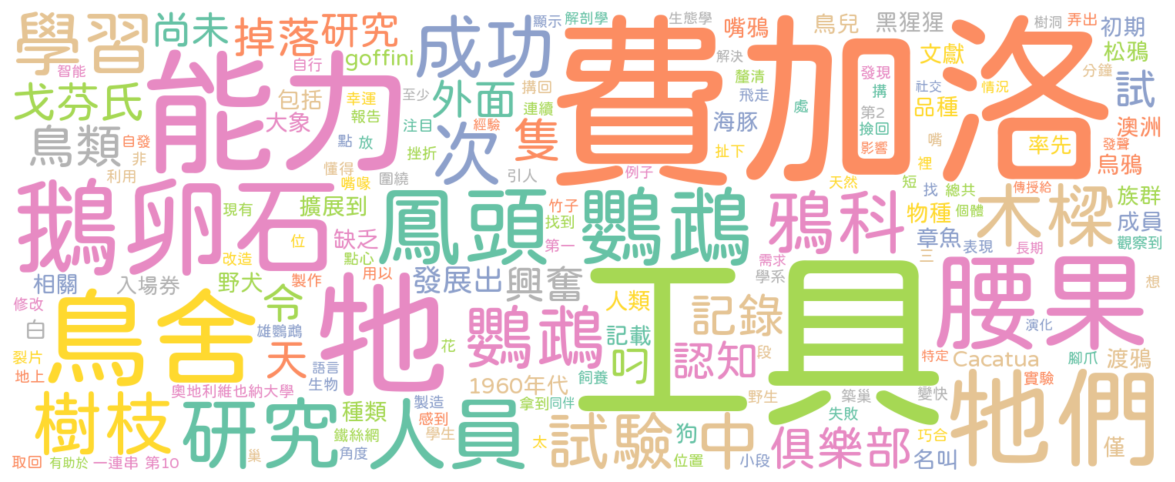 學習
尚未
掉落
研究
顯示
解剖學
生態學
嘴鴉
鳥兒
黑猩猩
樹洞
弄出
初期
智能
能力
自行
goffini
成功
費加洛
解決
文獻
松鴉
分鐘
戈芬氏
包括
幸運
至少
外面
搆回
連續
釐清
飛走
發現
搆
社交
情況
試
鳥類
大象
報告
注目
次
經驗
隻
海豚
處
第2
撿回
影響
品種
嘴
率先
澳洲
發聲
烏鴉
自發
非
利用
點
放
挫折
懂得
圍繞
引人
扯下
例子
天然
裡
短
找
總共
傳授給
族群
鵝卵石
現有
嘴喙
擴展到
鳳頭
鸚鵡
竹子
找到
第一
鴉科
物種
個體
木樑
成員
觀察到
位
改造
缺乏
點心
章魚
表現
長期
相關
入場券
野犬
製作
用以
發展出
興奮
需求
學系
三
想
修改
白
鳥舍
令
牠
雄鸚鵡
鸚鵡
人類
記載
工具
記錄
腰果
裂片
地上
天
語言
生物
花
叼
認知
段
特定
演化
Cacatua
腳爪
渡鴉
奧地利維也納大學
1960年代
飼養
野生
築巢
變快
實驗
樹枝
研究人員
種類
製造
感到
學生
拿到
同伴
失敗
牠們
鐵絲網
角度
太
試驗中
狗
位置
小段
俱樂部
巧合
名叫
僅
取回
有助於
一連串
第10
巢